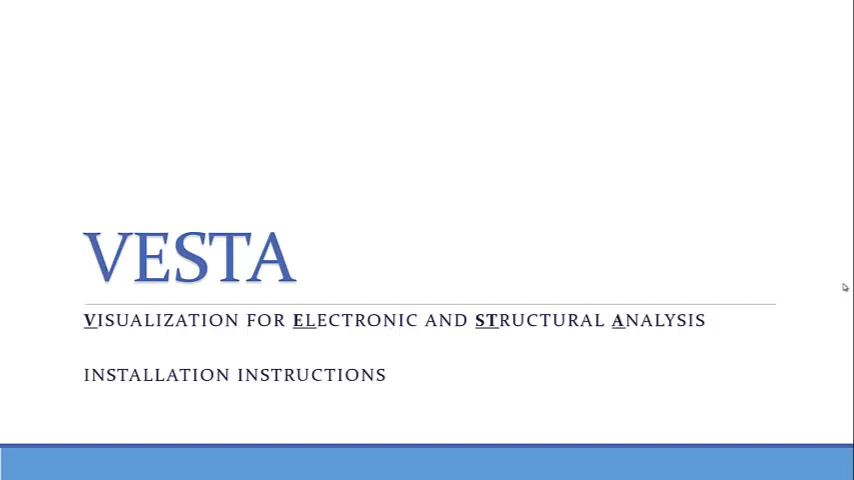 VESTA
VISUALIZATION FOR ELECTRONIC AND STRUCTURAL ANALYSIS
INSTALLATION INSTRUCTIONS